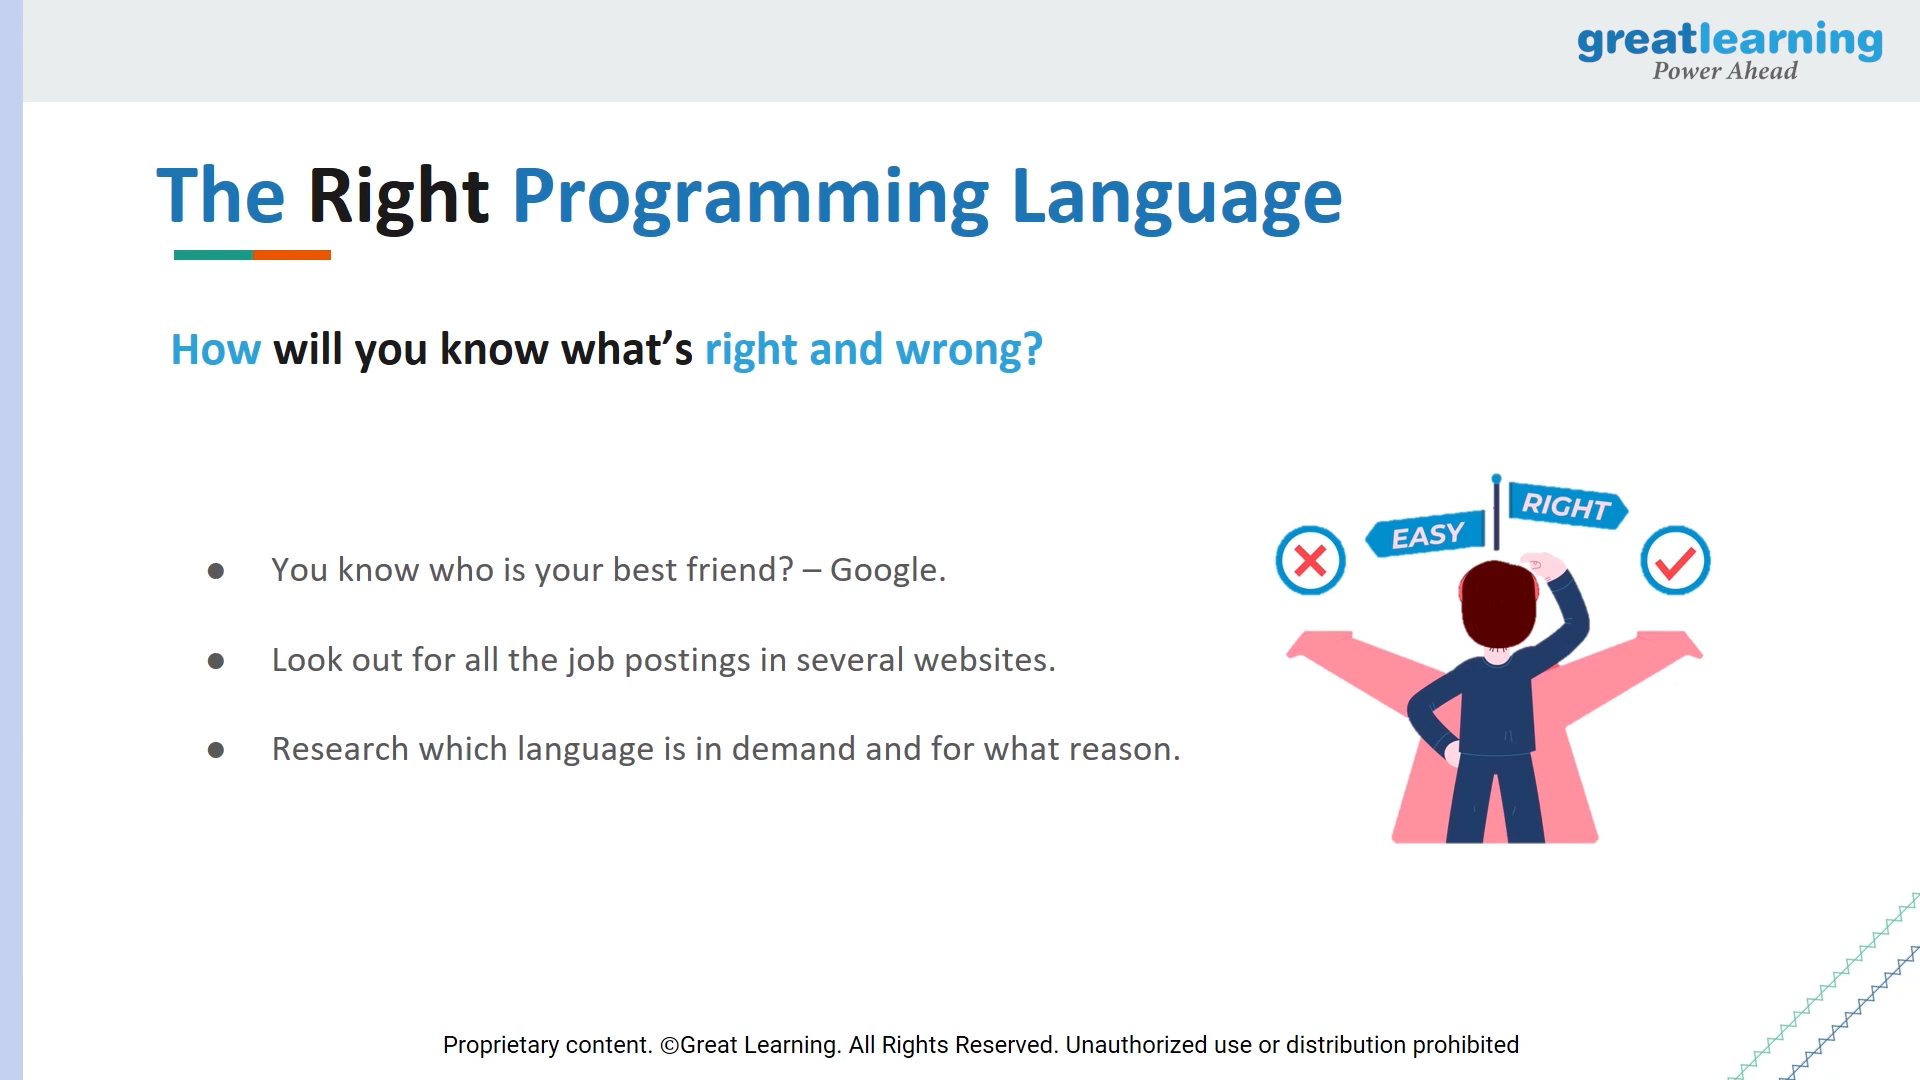 greatlearning
Power Ahead
The Right Programming Language
How will you know what’s right and wrong?
● You know who is your best friend? – Google.
● Look out for all the job postings in several websites.
● Research which language is in demand and for what reason.
EASY
RIGHT
Proprietary content. ©Great Learning. All Rights Reserved. Unauthorized use or distribution prohibited